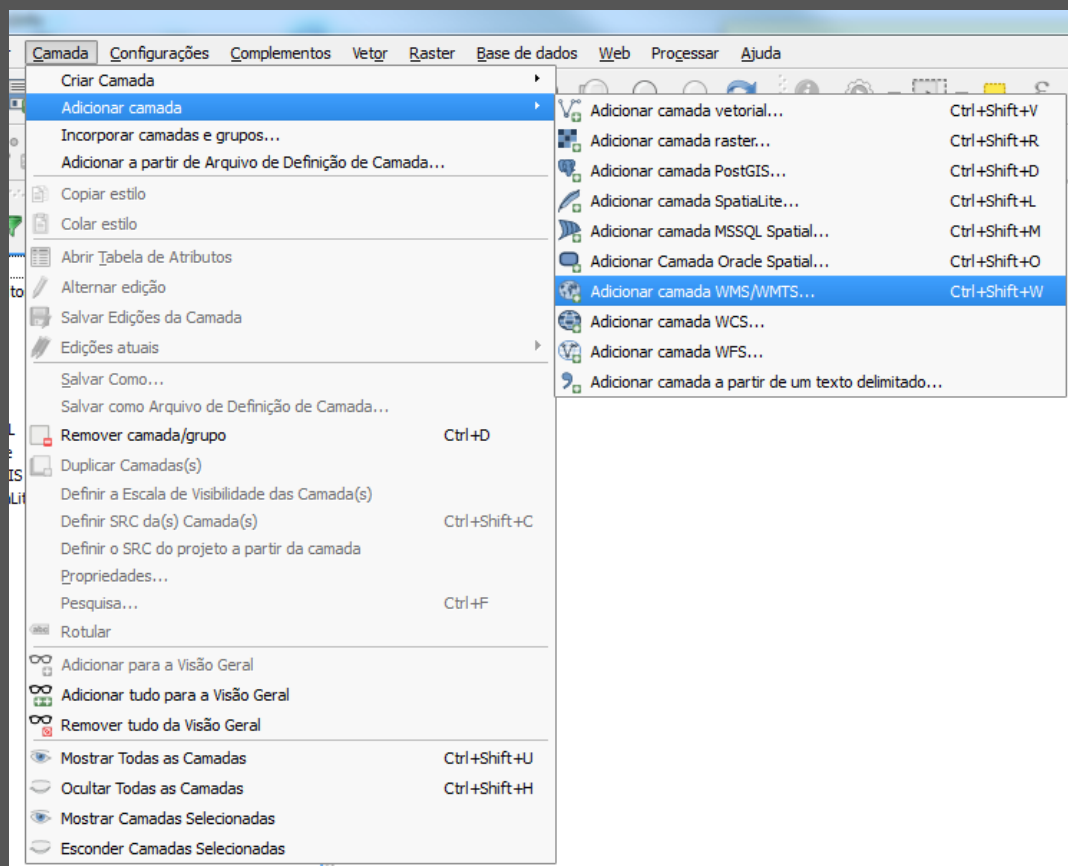 Camada Configurações Complementos Vetor Raster Base de dados Web Processar Ajuda
Criar Camada
Adicionar camada
Incorporar camadas e grupos...
Adicionar a partir de Arquivo de Definição de Camada...
Copiar estilo
Colar estilo
Abrir Tabela de Atributos
Alternar edição
Salvar Edições da Camada
Edições atuais
Salvar Como...
Salvar como Arquivo de Definição de Camada...
Remover camada/grupo Ctrl+D
Duplicar Camadas(s)
Definir a Escala de Visibilidade das Camada(s)
Definir SRC da(s) Camada(s) Ctrl+Shift+C
Definir o SRC do projeto a partir da camada
Propriedades...
Pesquisa... Ctrl+F
abc Rotular
Adicionar para a Visão Geral
Adicionar tudo para a Visão Geral
Remover tudo da Visão Geral
Mostrar Todas as Camadas Ctrl+Shift+U
Ocultar Todas as Camadas Ctrl+Shift+H
Mostrar Camadas Selecionadas
Esconder Camadas Selecionadas
Adicionar camada vetorial... Ctrl+Shift+V
Adicionar camada raster... Ctrl+Shift+R
Adicionar camada PostGIS... Ctrl+Shift+D
Adicionar camada SpatiaLite... Ctrl+Shift+L
Adicionar camada MSSQL Spatial... Ctrl+Shift+M
Adicionar Camada Oracle Spatial... Ctrl+Shift+O
Adicionar camada WMS/WMTS... Ctrl+Shift+W
Adicionar camada WCS...
Adicionar camada WFS...
Adicionar camada a partir de um texto delimitado...